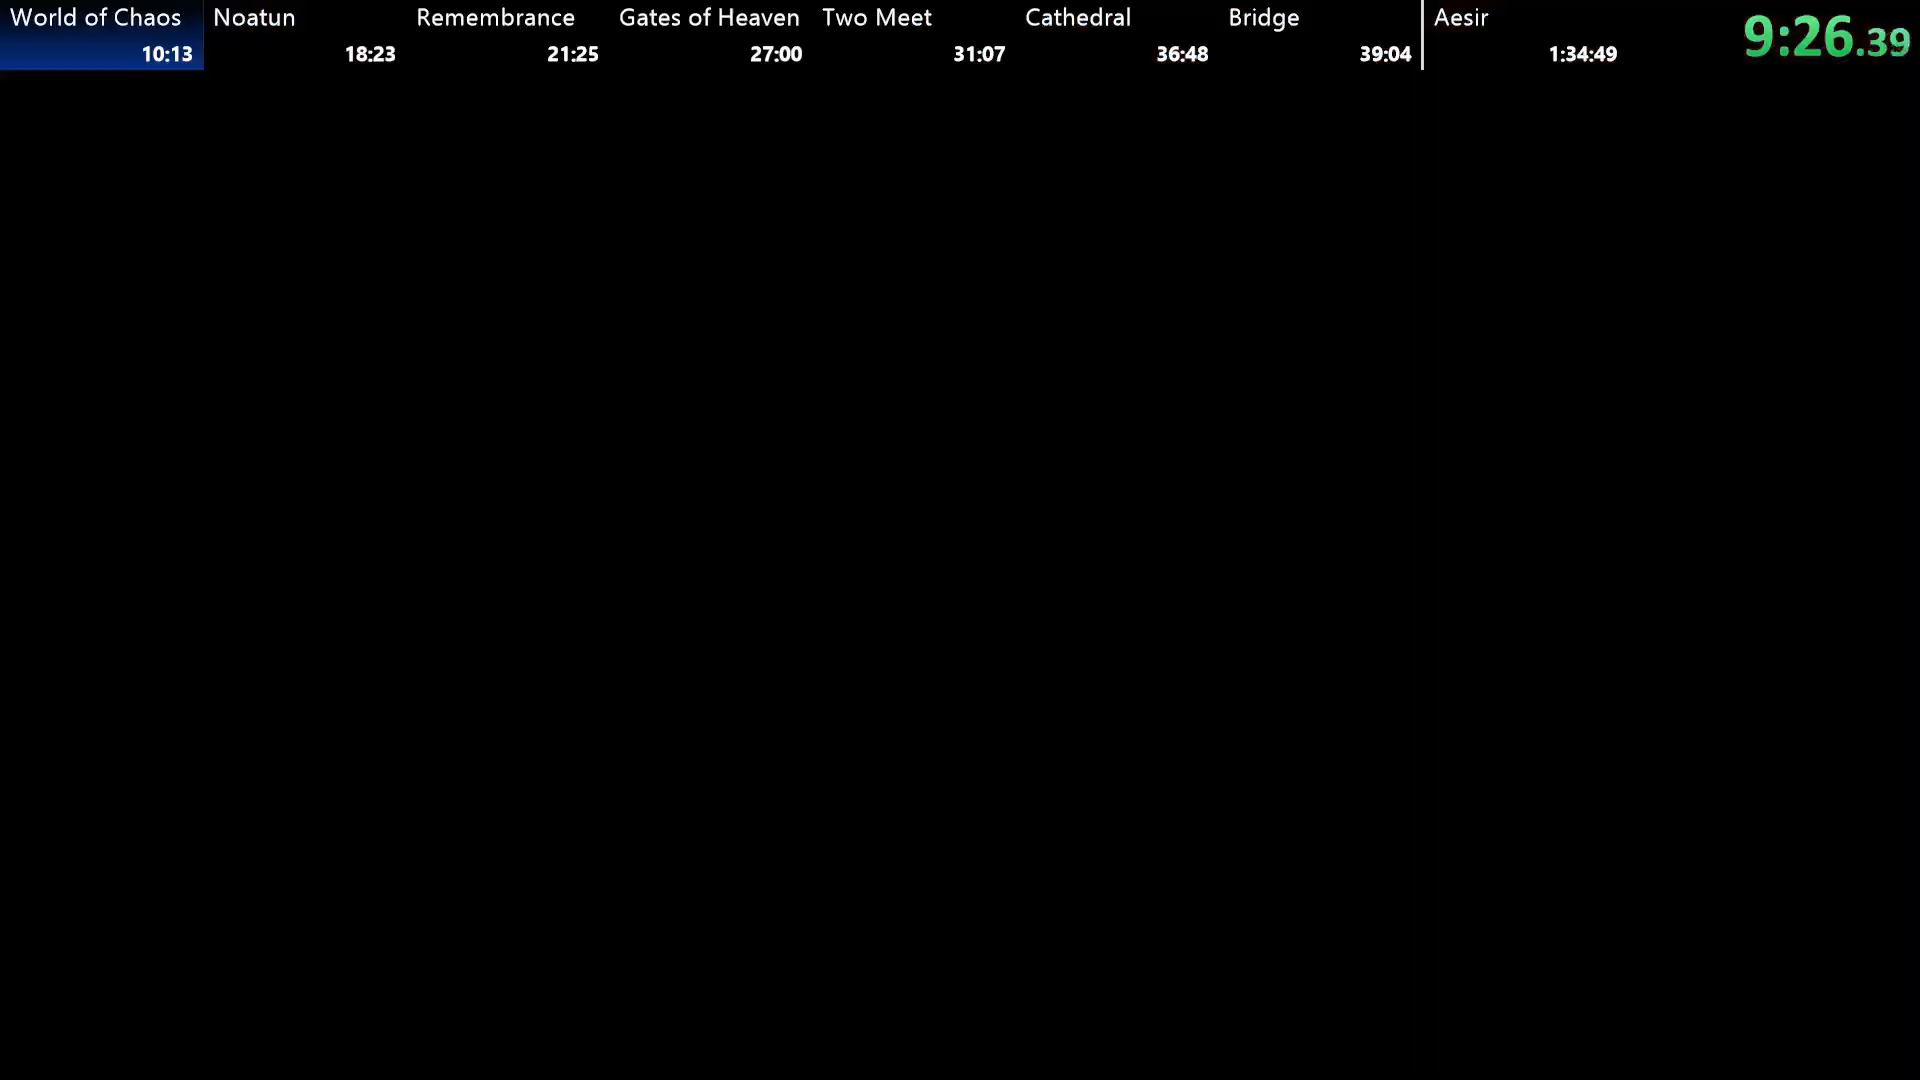 World of Chaos Noatun Remembrance Gates of Heaven Two Meet Cathedral Bridge Aesir 9:26.39
10:13 18:23 21:25 27:00 31:07 36:48 39:04 1:34:49